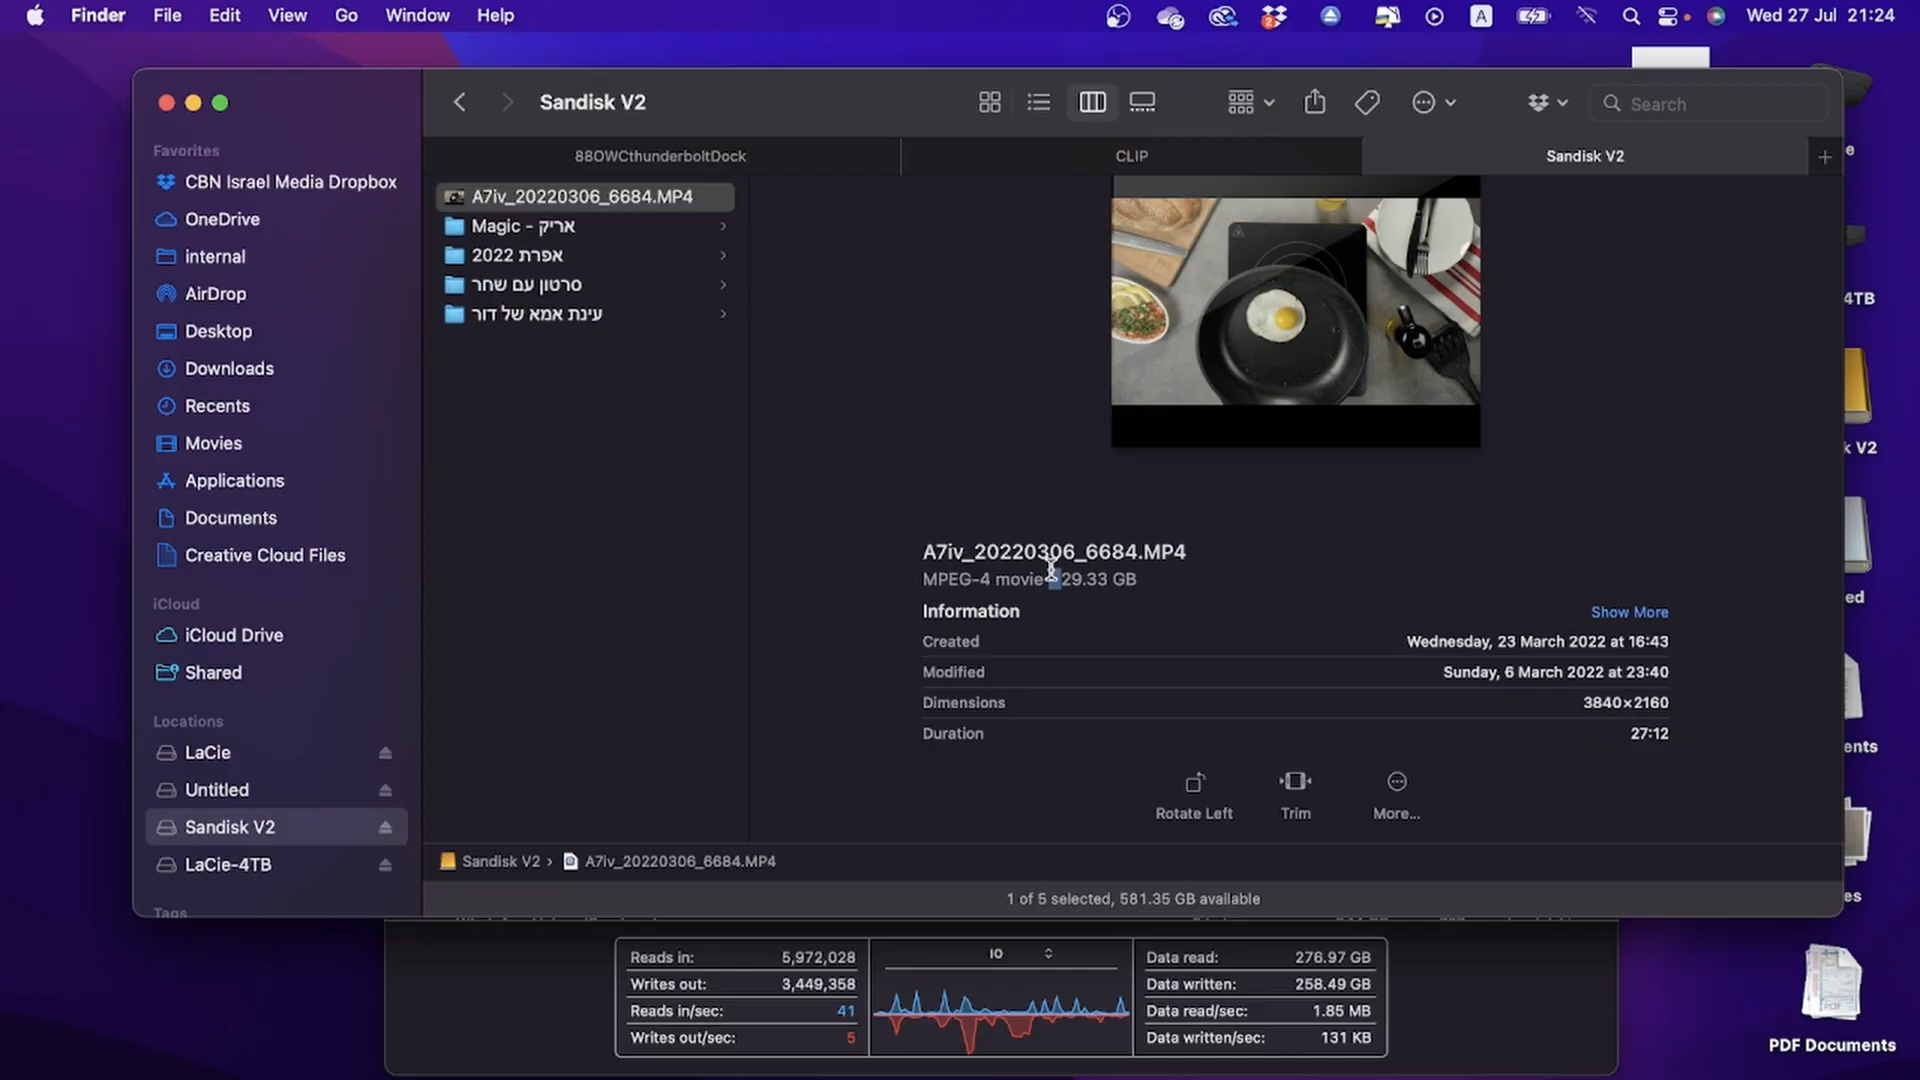 Finder File Edit View Go Window Help
2 A Wed 27 Jul 21:24
Sandisk V2
Search
88OWCthunderboltDock
CLIP
Sandisk V2
Favorites
CBN Israel Media Dropbox
OneDrive
internal
AirDrop
Desktop
Downloads
Recents
Movies
Applications
Documents
Creative Cloud Files
iCloud
iCloud Drive
Shared
Locations
LaCie
Untitled
Sandisk V2
LaCie-4TB
Tags
A7iv_20220306_6684.MP4
Magic - אריק
אפרת 2022
סרטון עם שחר
עינת אמא של דור
A7iv_20220306_6684.MP4
MPEG-4 movie 29.33 GB
Information Show More
Created Wednesday, 23 March 2022 at 16:43
Modified Sunday, 6 March 2022 at 23:40
Dimensions 3840×2160
Duration 27:12
Rotate Left Trim More...
Sandisk V2 › A7iv_20220306_6684.MP4
1 of 5 selected, 581.35 GB available
e
4TB
k V2
ed
ents
es
PDF
PDF Documents
Reads in: 5,972,028
Writes out: 3,449,358
Reads in/sec: 41
Writes out/sec: 5
IO
Data read: 276.97 GB
Data written: 258.49 GB
Data read/sec: 1.85 MB
Data written/sec: 131 KB